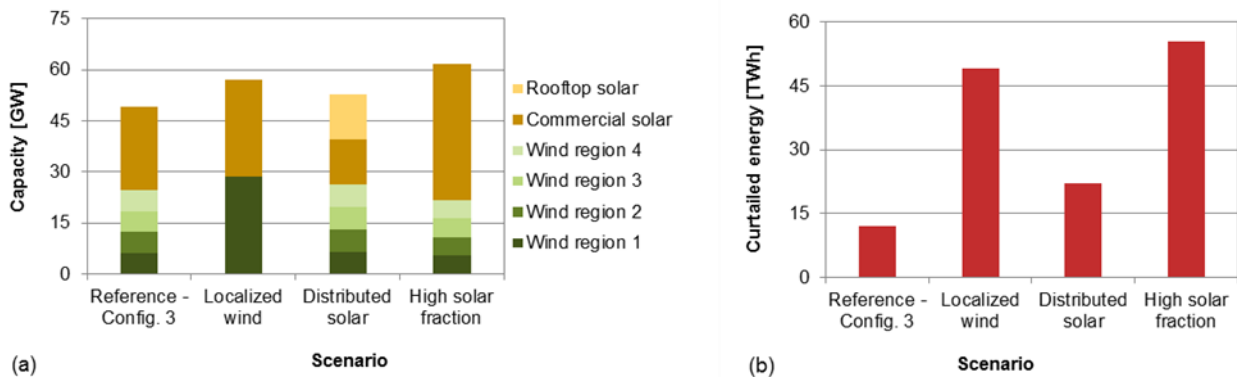 75
60
45
30
15
0
Capacity [GW]
Reference -
Config. 3
Localized
wind
Distributed
solar
High solar
fraction
Scenario
(a)
Rooftop solar
Commercial solar
Wind region 4
Wind region 3
Wind region 2
Wind region 1
60
45
30
15
0
Curtailed energy [TWh]
Reference -
Config. 3
Localized
wind
Distributed
solar
High solar
fraction
Scenario
(b)